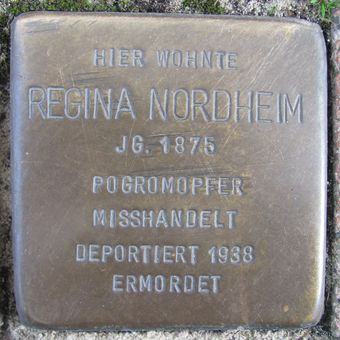 HIER WOHNTE
REGINA NORDHEIM
JG. 1875
POGROMOPFER
MISSHANDELT
DEPORTIERT 1938
ERMORDET